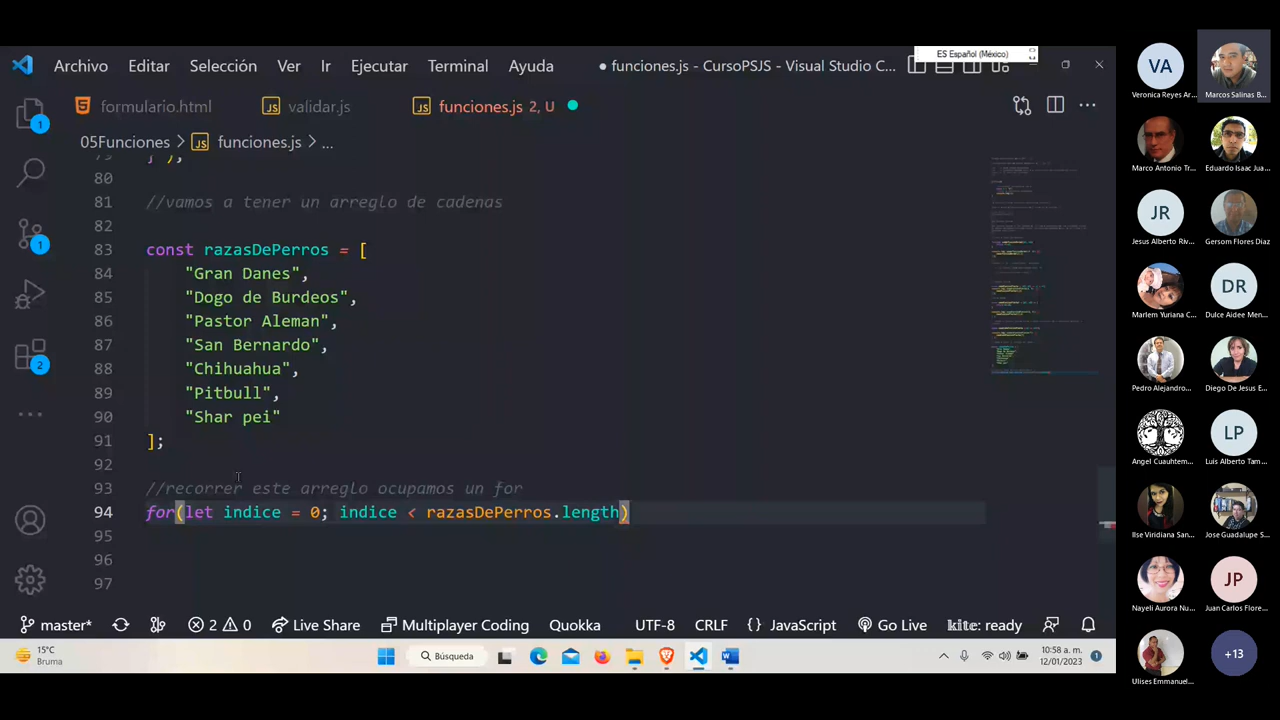 ES Español (México)
Archivo Editar Selección Ver Ir Ejecutar Terminal Ayuda
● funciones.js - CursoPSJS - Visual Studio C...
formulario.html
JS validar.js
JS funciones.js 2, U
05Funciones > JS funciones.js > ...
80
81 //vamos a tener un arreglo de cadenas
82
83 const razasDePerros = [
84 "Gran Danes",
85 "Dogo de Burdeos",
86 "Pastor Aleman",
87 "San Bernardo",
88 "Chihuahua",
89 "Pitbull",
90 "Shar pei"
91 ];
92
93 //recorrer este arreglo ocupamos un for
94 for(let indice = 0; indice < razasDePerros.length)
95
96
97
1
1
2
master* 2 0 Live Share Multiplayer Coding Quokka UTF-8 CRLF {} JavaScript Go Live kite: ready
15°C
Bruma
Búsqueda
10:58 a. m.
12/01/2023
1
VA
Veronica Reyes Ar...
Marcos Salinas B...
Marco Antonio Tr...
Eduardo Isaac Jua...
JR
Jesus Alberto Riv...
Gersom Flores Diaz
Marlem Yuriana C...
DR
Dulce Aidee Men...
Pedro Alejandro...
Diego De Jesus E...
Angel Cuauhtem...
LP
Luis Alberto Tam...
Ilse Viridiana San...
Jose Guadalupe S...
Nayeli Aurora Nu...
JP
Juan Carlos Flore...
Ulises Emmanuel...
+13